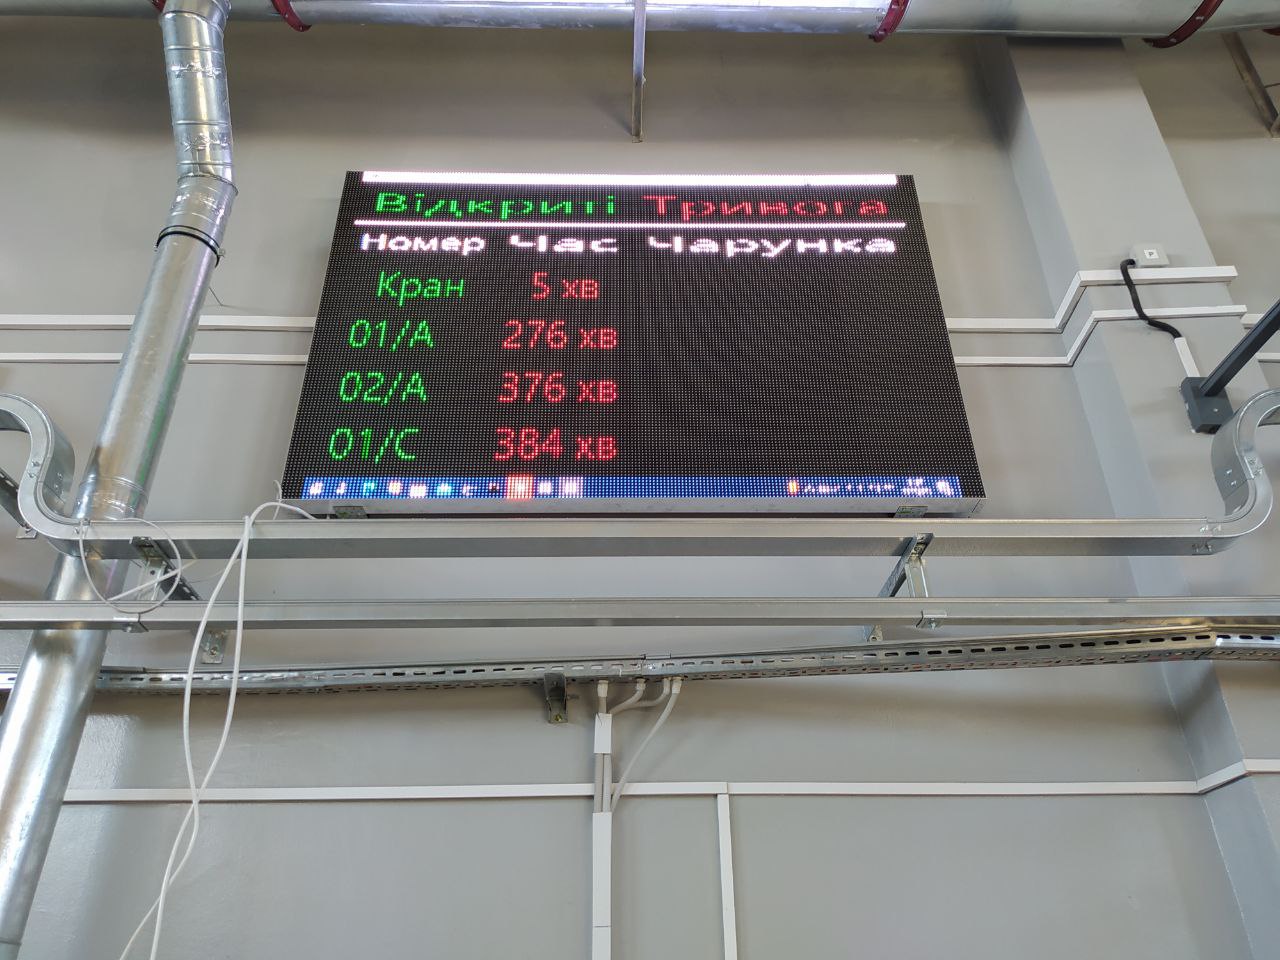 Відкриті Тривога
Номер Час Чарунка
Кран 5 хв
01/А 276 хв
02/А 376 хв
01/С 384 хв
P